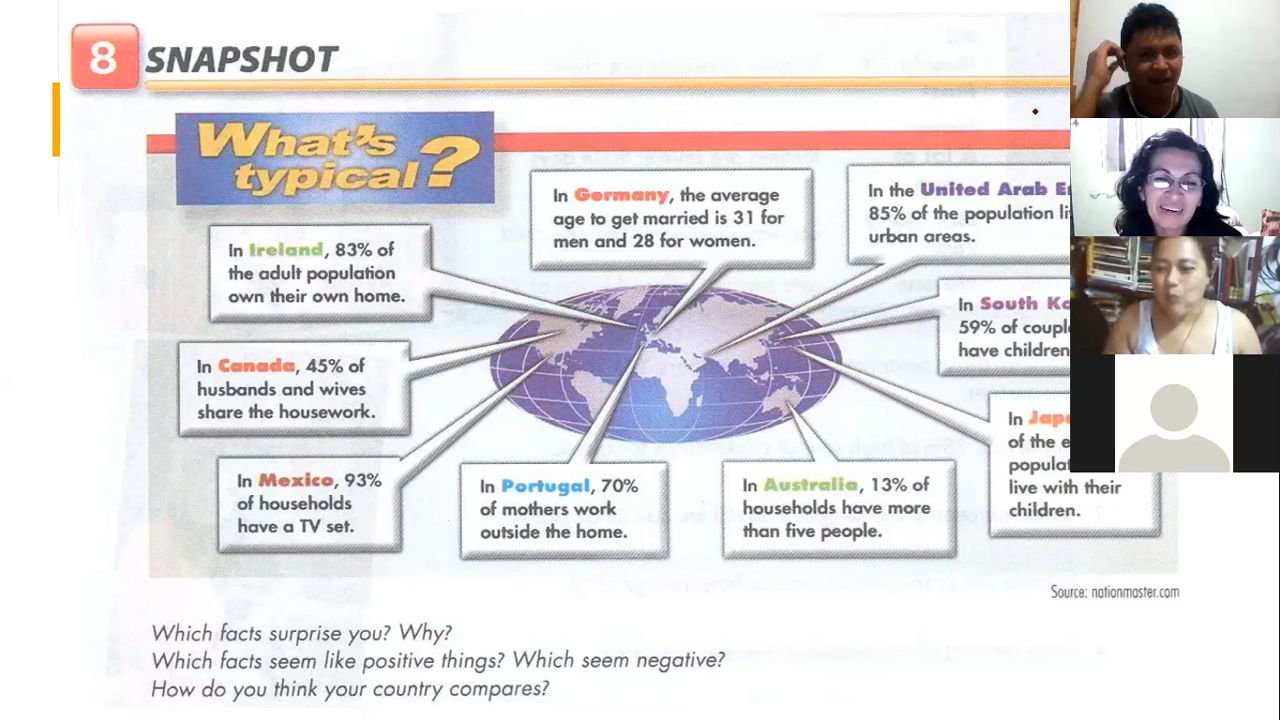 8 SNAPSHOT
What's
typical?
In Germany, the average
age to get married is 31 for
men and 28 for women.
In the United Arab
85% of the population
urban areas.
In Ireland, 83% of
the adult population
own their own home.
In South
59% of
have children
In Canada, 45% of
husbands and wives
share the housework.
In
of the
live with their
children.
In Mexico, 93%
of households
have a TV set.
In Portugal, 70%
of mothers work
outside the home.
In Australia, 13% of
households have more
than five people.
Source: nationmaster.com
Which facts surprise you? Why?
Which facts seem like positive things? Which seem negative?
How do you think your country compares?